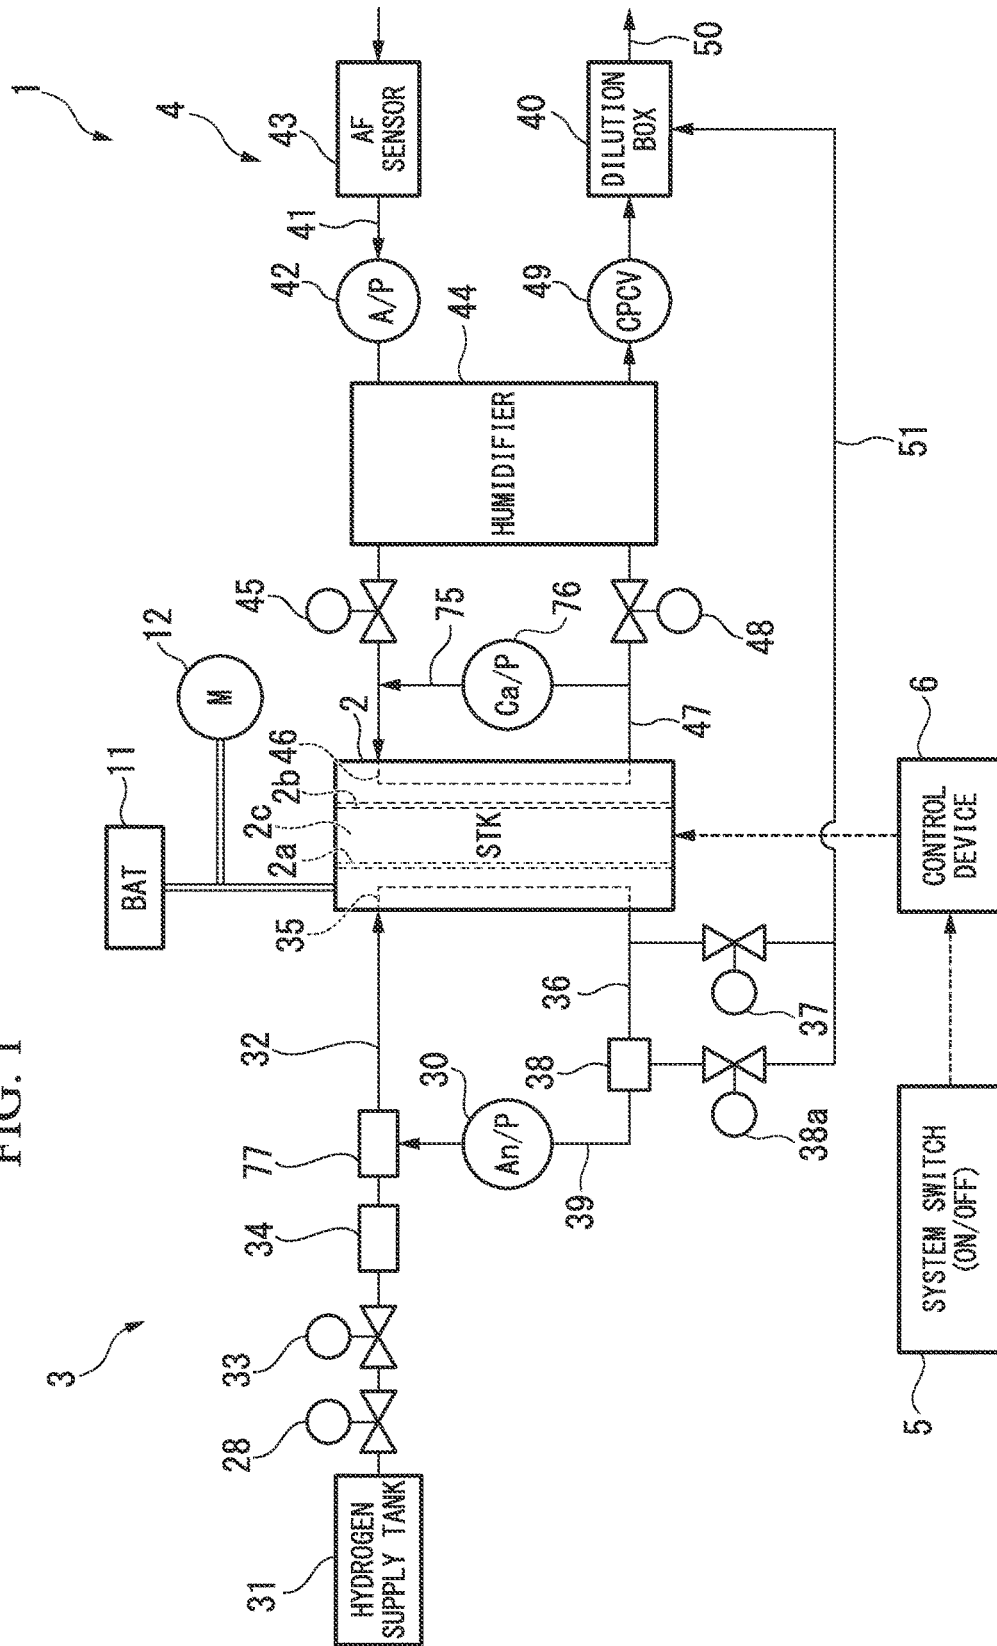 FIG. 1
1
3
4
BAT
11
M
12
HYDROGEN
SUPPLY TANK
31
28
33
34
77
32
35
2a
2c
2b
46
2
STK
45
75
Ca/P
76
HUMIDIFIER
44
A/P
42
41
AF
SENSOR
43
An/P
30
39
38
36
47
48
CPCV
49
DILUTION
BOX
40
50
38a
37
51
SYSTEM SWITCH
(ON/OFF)
5
CONTROL
DEVICE
6